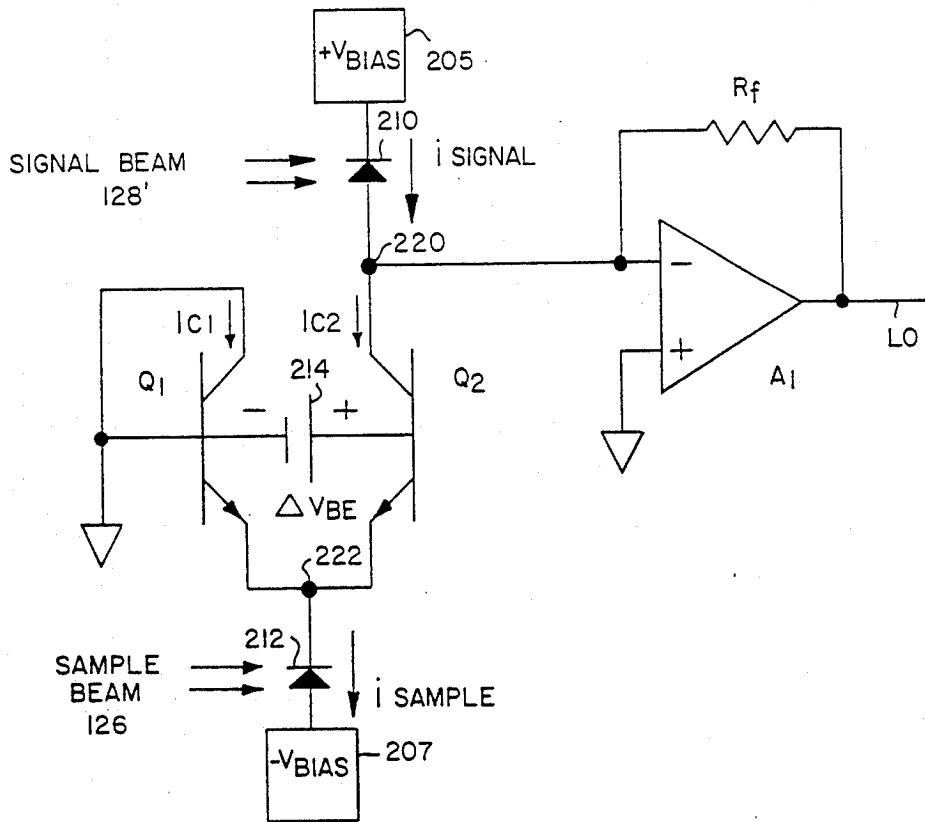 +VBIAS
205
Rf
210
i SIGNAL
SIGNAL BEAM
128'
220
-
IC1
IC2
LO
214
+
Q1
Q2
A1
-
+
△ VBE
222
212
SAMPLE
BEAM
126
i SAMPLE
-VBIAS
207